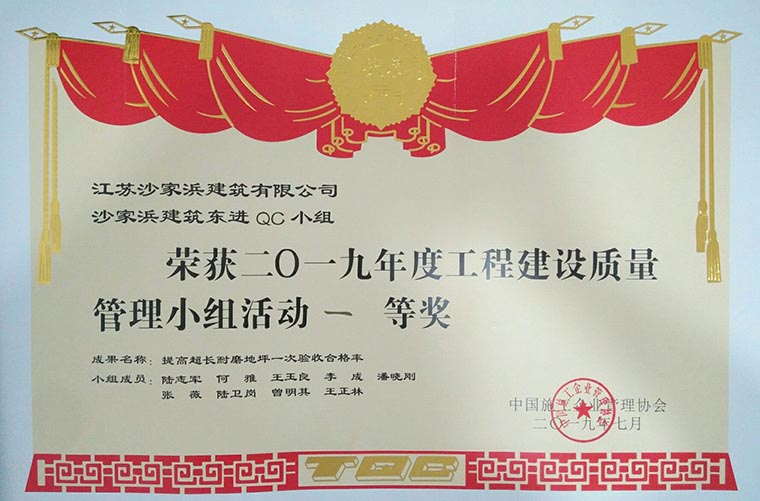 江苏沙家浜建筑有限公司
沙家浜建筑东进QC小组
荣获二〇一九年度工程建设质量
管理小组活动 一 等奖
成果名称：提高超长耐磨地坪一次验收合格率
小组成员：陆志军 何雅 王玉良 李成 潘晓刚
张薇 陆卫岗 曾明其 王正林
中国施工企业管理协会
二〇一九年七月
TQC